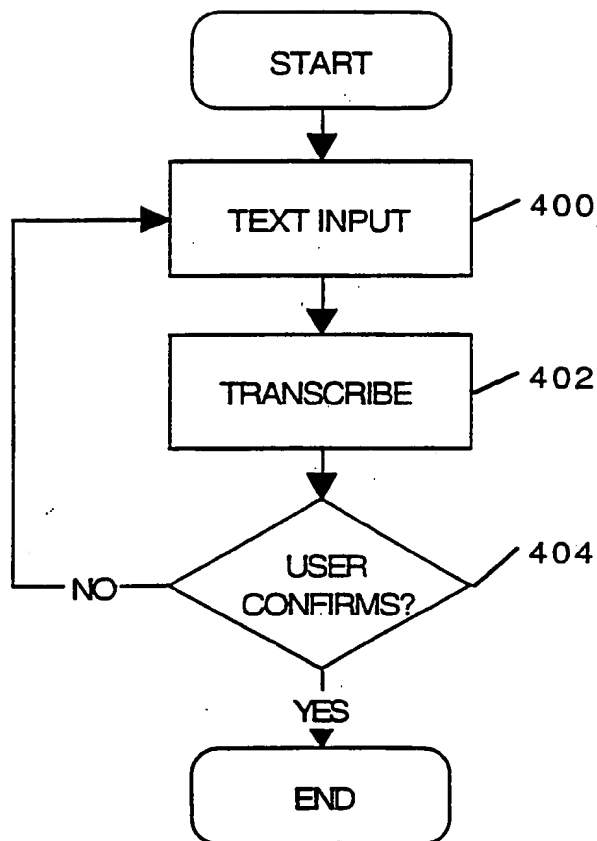 START
TEXT INPUT
400
TRANSCRIBE
402
USER
CONFIRMS?
404
NO
YES
END